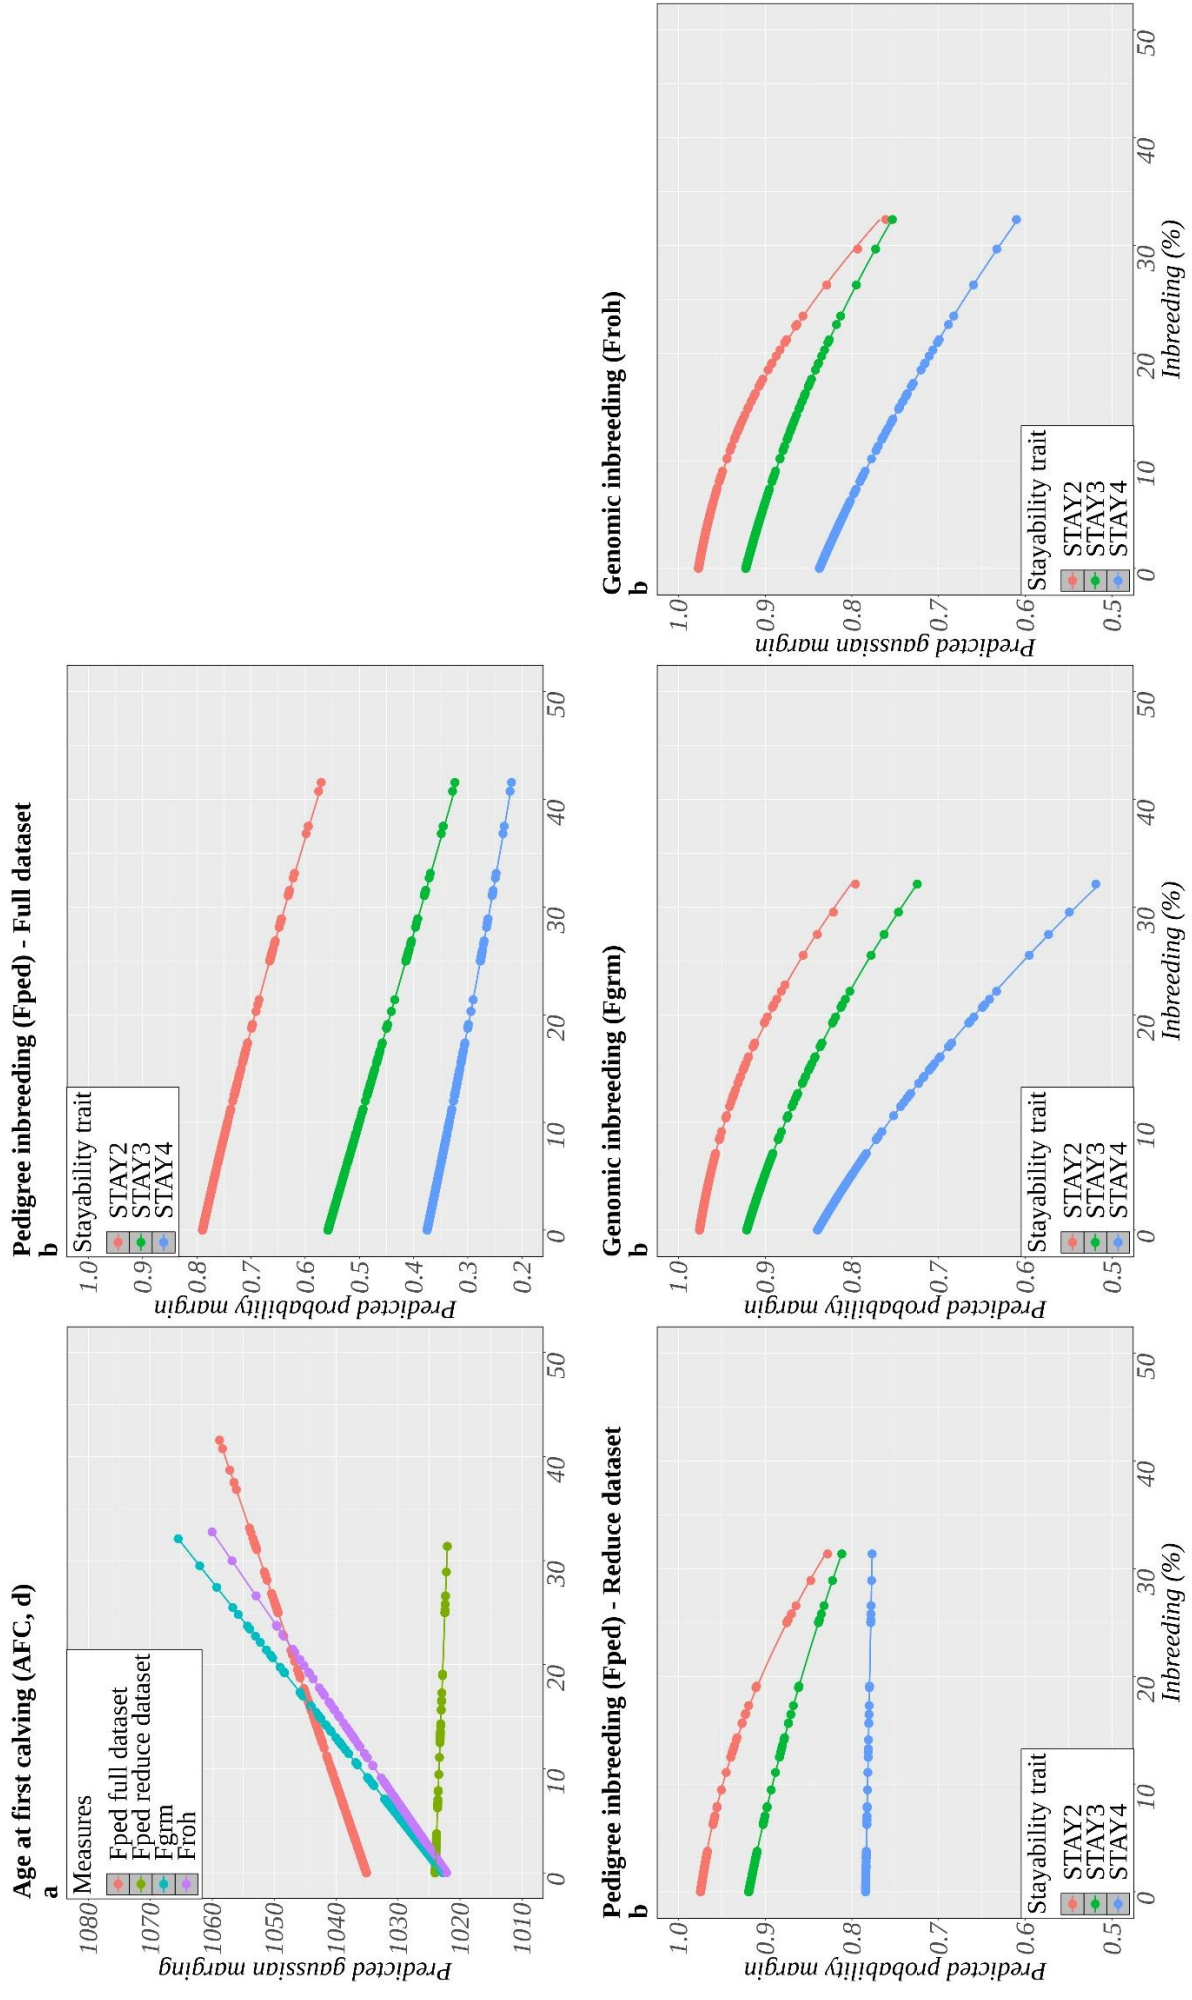 Age at first calving (AFC, d)
a
Predicted gaussian marging
1080
1070
1060
1050
1040
1030
1020
1010
Measures
Fped full dataset
Fped reduce dataset
Fgrm
Froh
0
10
20
30
40
50
Pedigree inbreeding (Fped) - Full dataset
b
Predicted probability margin
1.0
0.9
0.8
0.7
0.6
0.5
0.4
0.3
0.2
Stayability trait
STAY2
STAY3
STAY4
0
10
20
30
40
50
Pedigree inbreeding (Fped) - Reduce dataset
b
Predicted probability margin
1.0
0.9
0.8
0.7
0.6
0.5
Stayability trait
STAY2
STAY3
STAY4
0
10
20
30
40
50
Inbreeding (%)
Genomic inbreeding (Fgrm)
b
Predicted probability margin
1.0
0.9
0.8
0.7
0.6
0.5
Stayability trait
STAY2
STAY3
STAY4
0
10
20
30
40
50
Inbreeding (%)
Genomic inbreeding (Froh)
b
Predicted gaussian margin
1.0
0.9
0.8
0.7
0.6
0.5
Stayability trait
STAY2
STAY3
STAY4
0
10
20
30
40
50
Inbreeding (%)